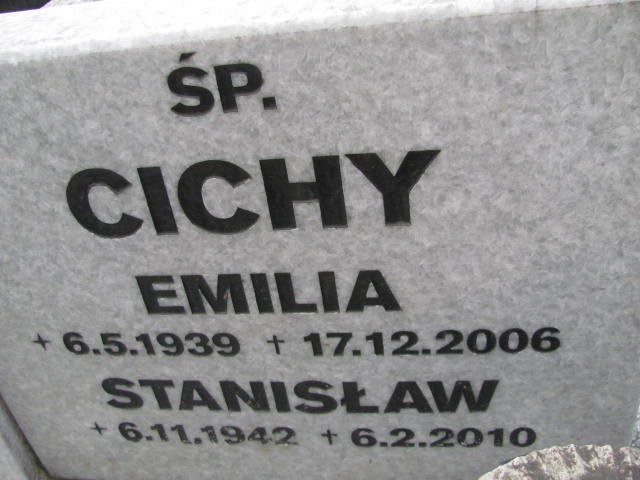 ŚP.
CICHY
EMILIA
+ 6.5.1939 + 17.12.2006
STANISŁAW
+ 6.11.1942 + 6.2.2010